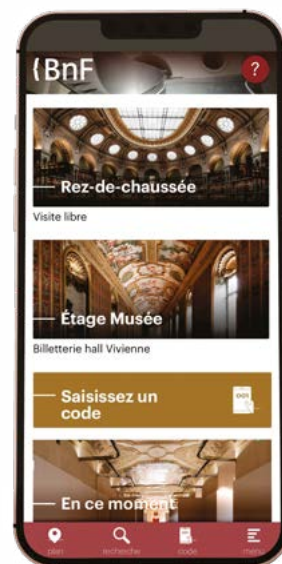 {BnF
?
Rez-de-chaussée
Visite libre
Étage Musée
Billetterie hall Vivienne
Saisissez un
code
001
En ce moment
plan
recherche
code
menu